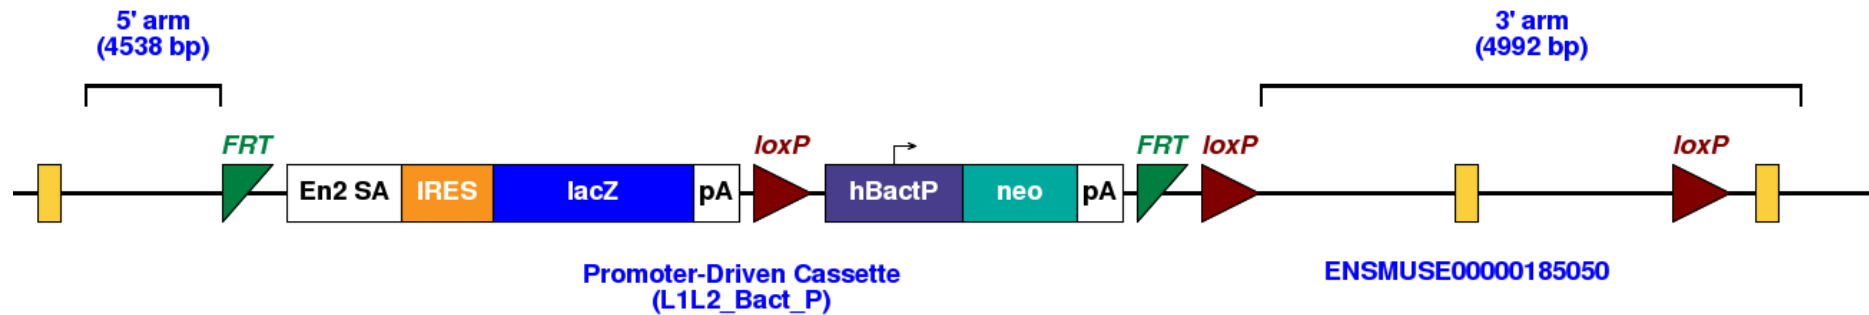 5' arm
(4538 bp)
3' arm
(4992 bp)
FRT
loxP
FRT
loxP
loxP
En2 SA
IRES
lacZ
pA
hBactP
neo
pA
Promoter-Driven Cassette
(L1L2_Bact_P)
ENSMUSE00000185050